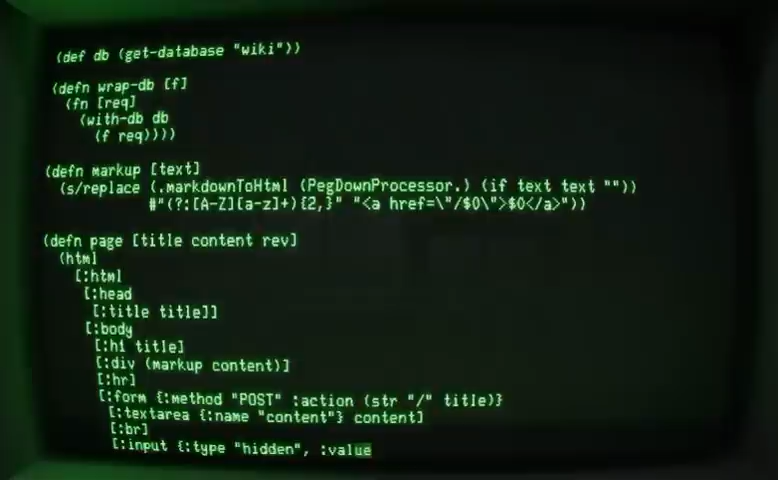 (def db (get-database "wiki"))
(defn wrap-db [f]
(fn [req]
(with-db db
(f req))))
(defn markup [text]
(s/replace (.markdownToHtml (PegDownProcessor.) (if text text ""))
#"(?:[A-Z][a-z]+){2,}" "<a href=\"/$0\">$0</a>"))
(defn page [title content rev]
(html
[:html
[:head
[:title title]]
[:body
[:h1 title]
[:div (markup content)]
[:hr]
[:form {:method "POST" :action (str "/" title)}
[:textarea {:name "content"} content]
[:br]
[:input {:type "hidden", :value